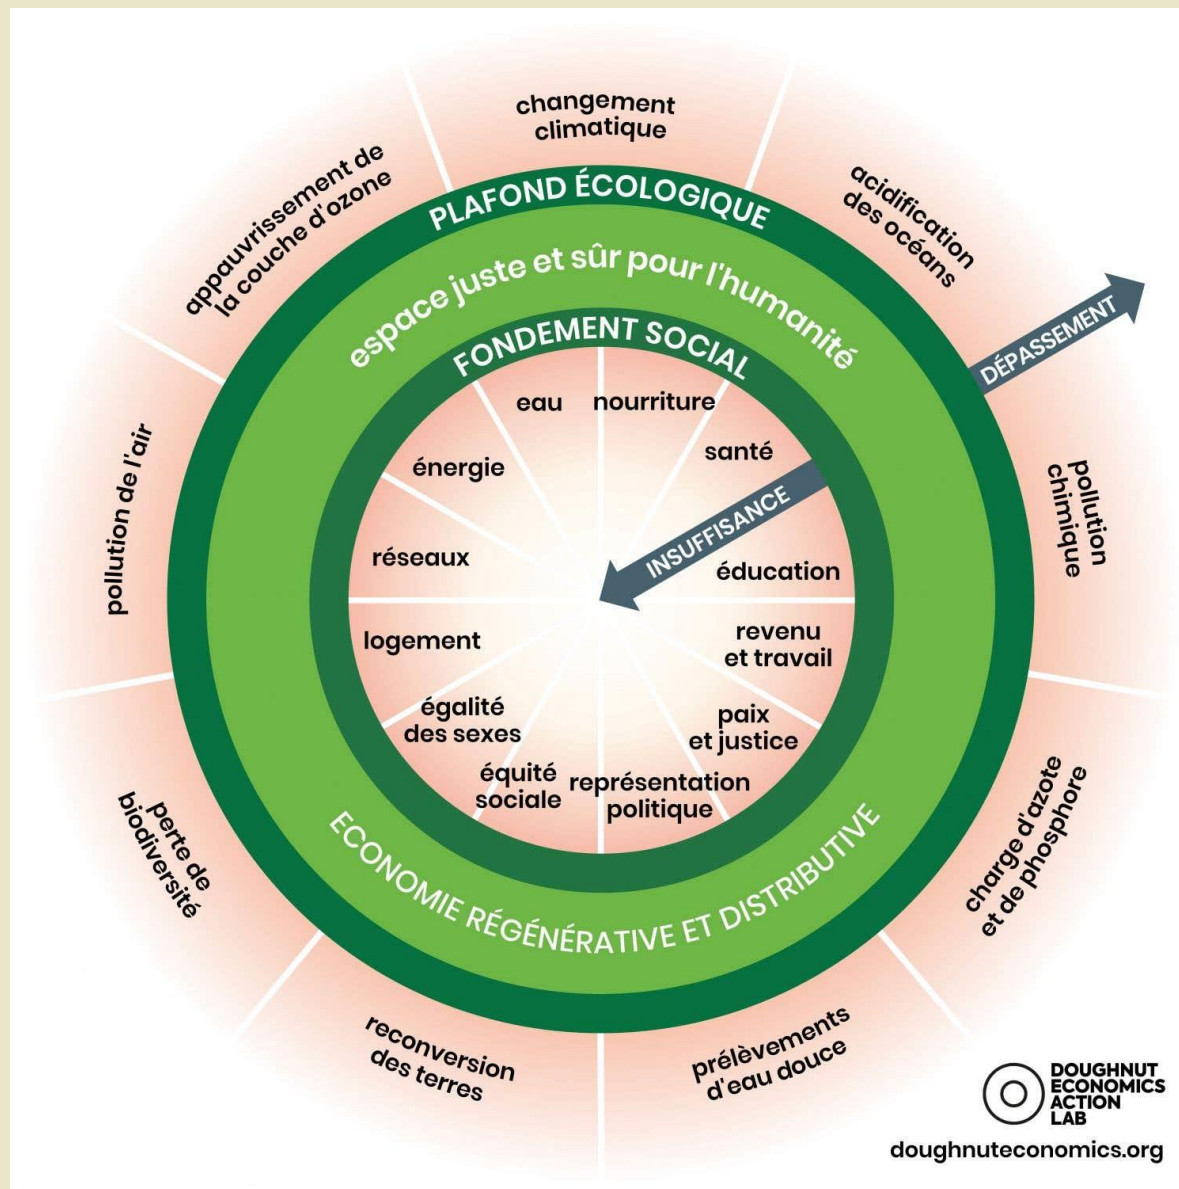 changement
climatique
acidification
des océans
DÉPASSEMENT
pollution
chimique
charge d'azote
et de phosphore
prélèvements
d'eau douce
reconversion
des terres
perte de
biodiversité
pollution de l'air
appauvrissement de
la couche d'ozone
PLAFOND ÉCOLOGIQUE
espace juste et sûr pour l'humanité
FONDEMENT SOCIAL
eau
nourriture
santé
INSUFFISANCE
éducation
revenu
et travail
paix
et justice
représentation
politique
équité
sociale
égalité
des sexes
logement
réseaux
énergie
ECONOMIE RÉGÉNÉRATIVE ET DISTRIBUTIVE
DOUGHNUT
ECONOMICS
ACTION
LAB
doughnuteconomics.org